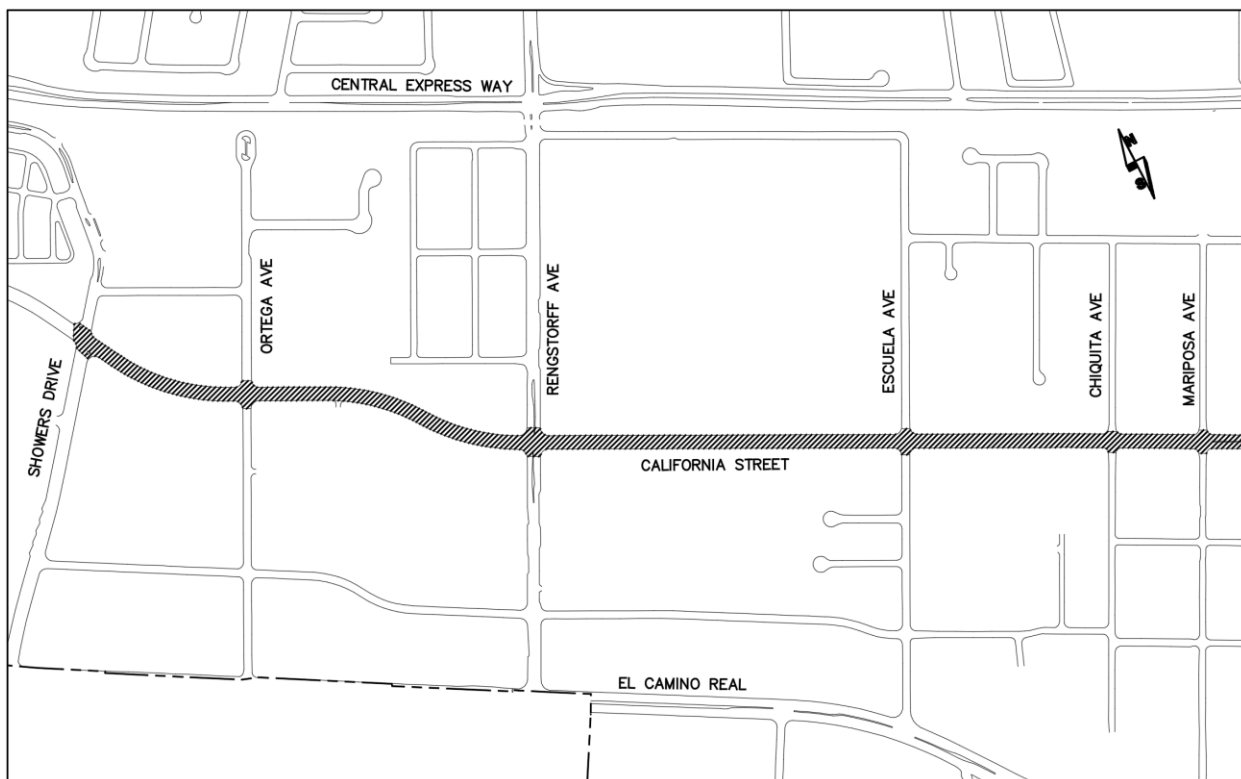 CENTRAL EXPRESS WAY
N
S
ORTEGA AVE
RENGSTORFF AVE
ESCUELA AVE
CHIQUITA AVE
MARIPOSA AVE
SHOWERS DRIVE
CALIFORNIA STREET
EL CAMINO REAL